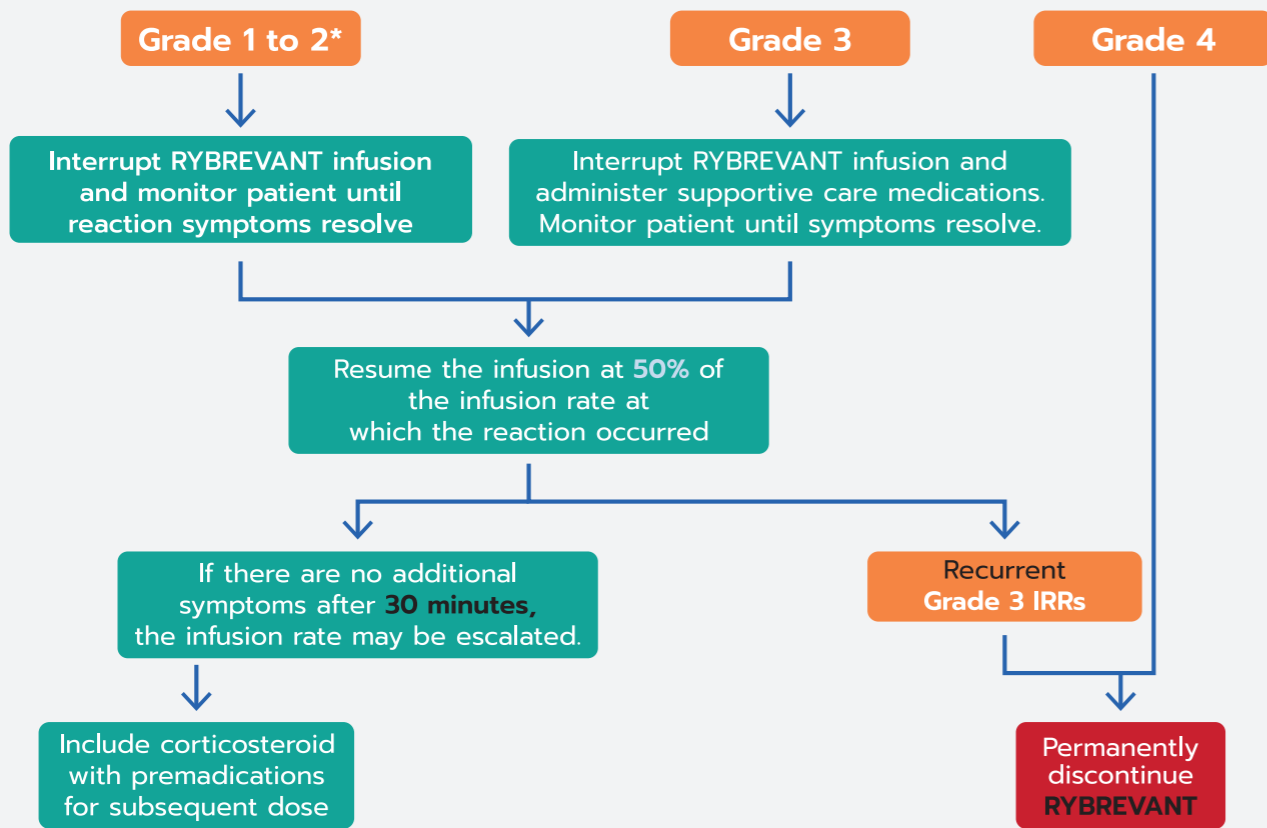 Grade 1 to 2*
Grade 3
Grade 4
Interrupt RYBREVANT infusion
and monitor patient until
reaction symptoms resolve
Interrupt RYBREVANT infusion and
administer supportive care medications.
Monitor patient until symptoms resolve.
Resume the infusion at 50% of
the infusion rate at
which the reaction occurred
If there are no additional
symptoms after 30 minutes,
the infusion rate may be escalated.
Recurrent
Grade 3 IRRs
Include corticosteroid
with premadications
for subsequent dose
Permanently
discontinue
RYBREVANT